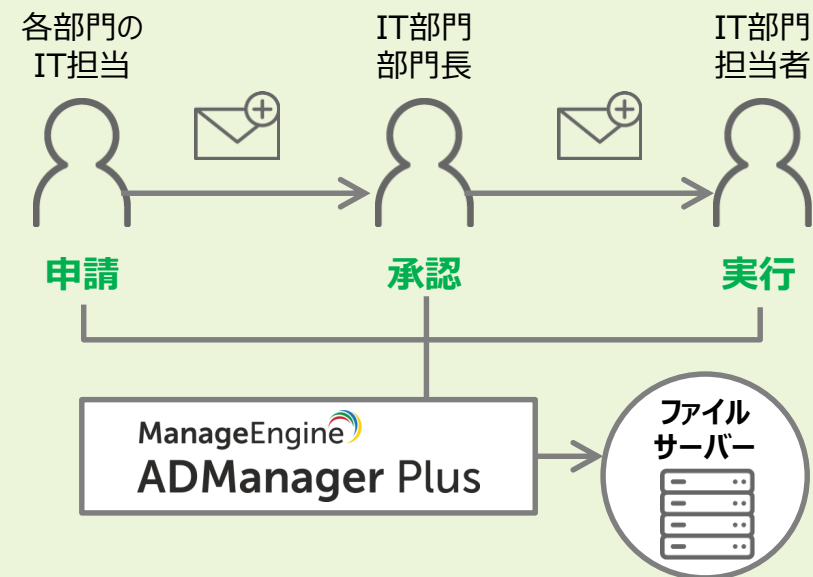 各部門の
IT担当
IT部門
部門長
IT部門
担当者
申請
承認
実行
ManageEngine
ADManager Plus
ファイル
サーバー